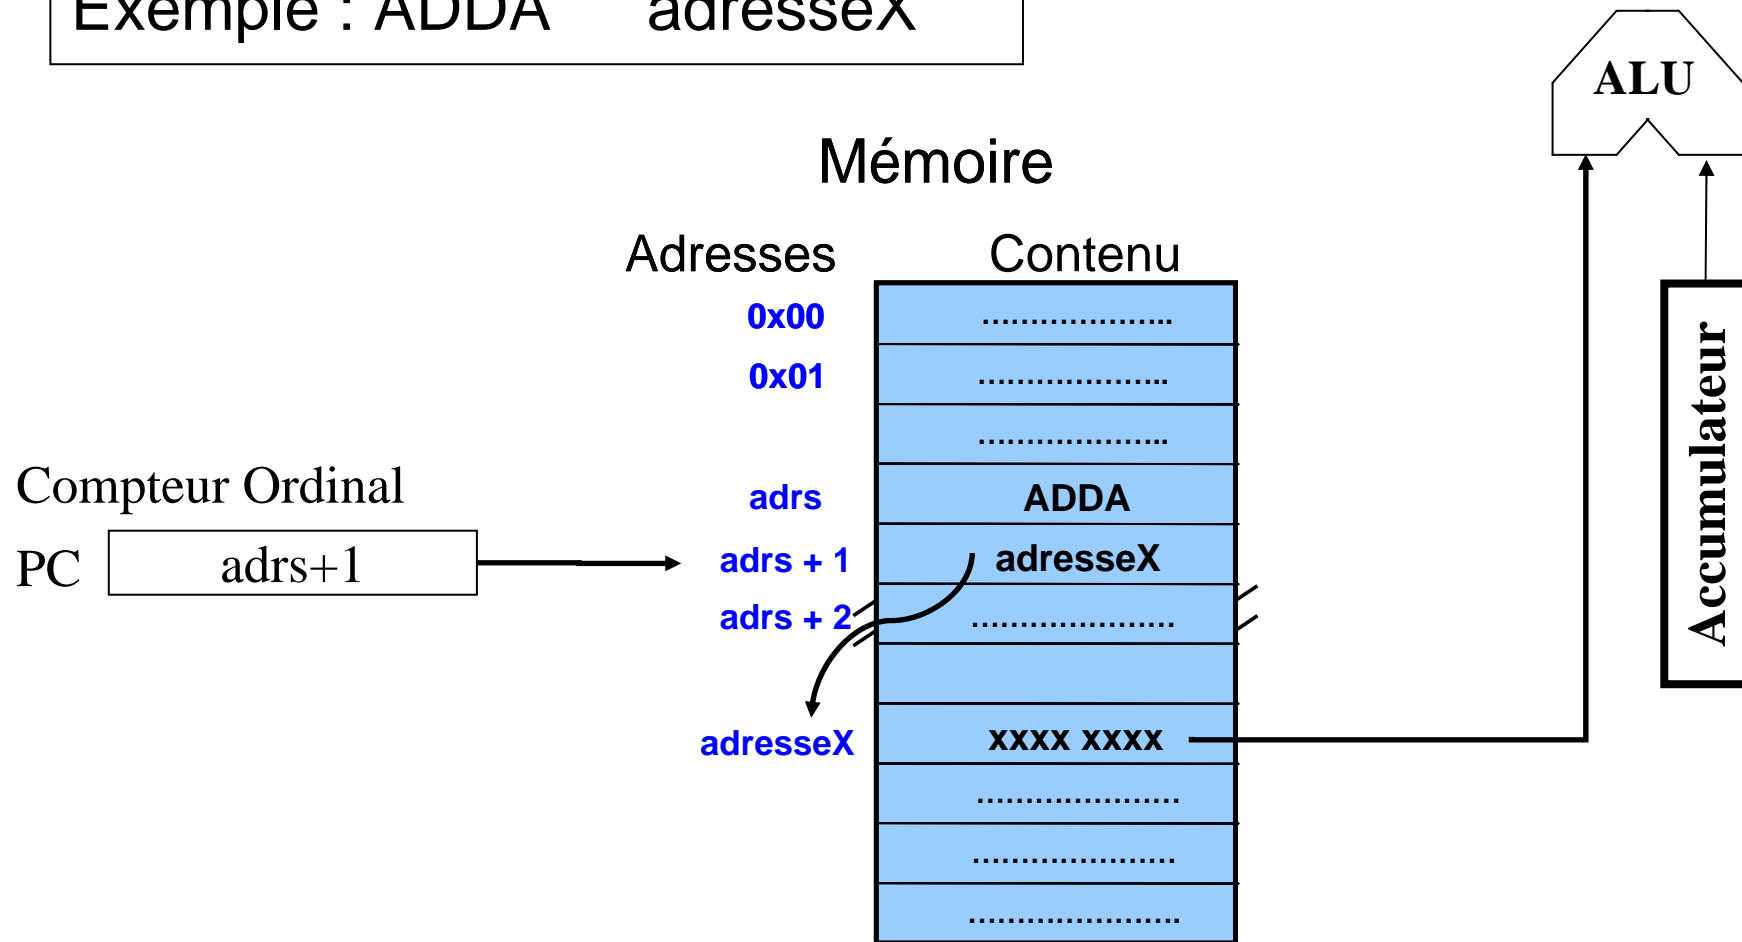 Exemple : ADDA adresseX
ALU
Mémoire
Adresses Contenu
0x00 ......................
0x01 ......................
......................
Compteur Ordinal
adrs ADDA
PC adrs+1
adrs + 1 adresseX
adrs + 2 ......................
Accumulateur
adresseX xxxx xxxx
......................
......................
......................